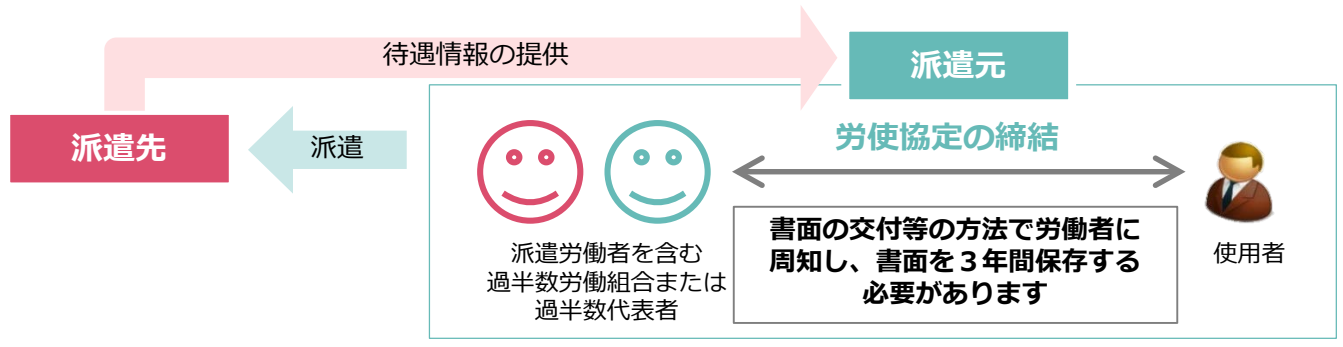 待遇情報の提供
派遣元
派遣先
派遣
労使協定の締結
派遣労働者を含む
過半数労働組合または
過半数代表者
書面の交付等の方法で労働者に
周知し、書面を３年間保存する
必要があります
使用者